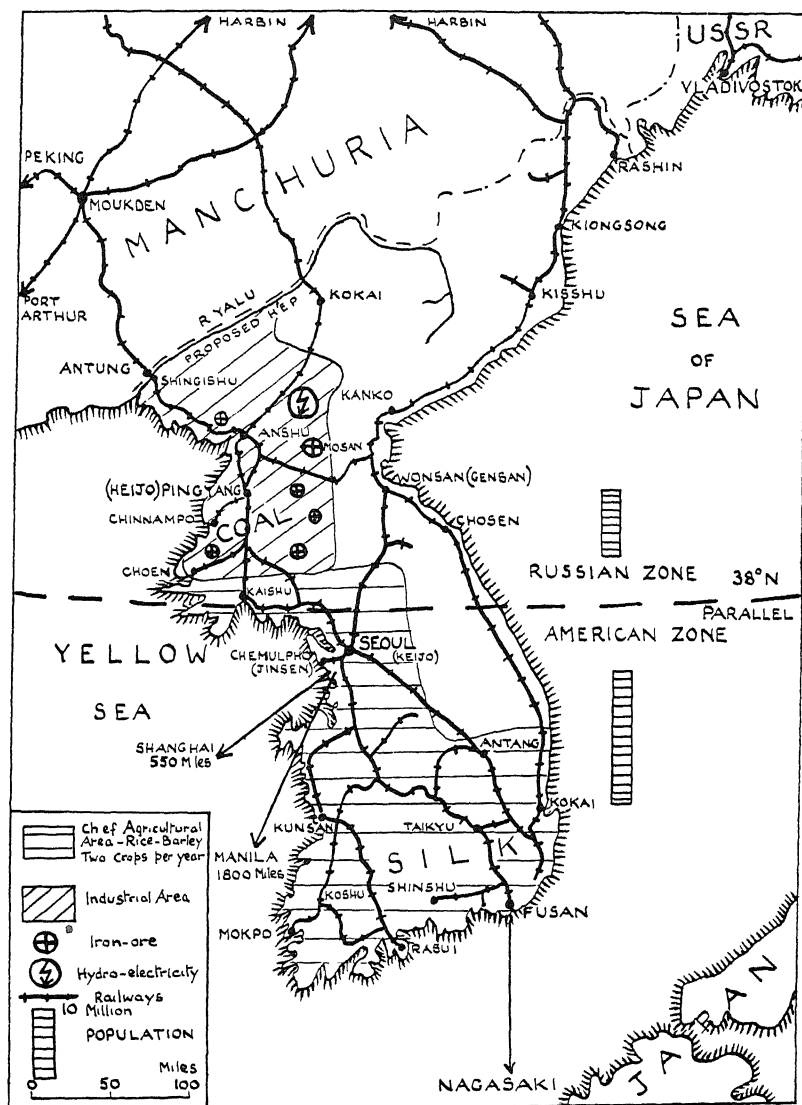 HARBIN
HARBIN
USSR
VLADIVOSTOK
PEKING
MOUKDEN
MANCHURIA
RASHIN
KIONGSONG
PORT
ARTHUR
R YALU
PROPOSED HEP
KOKAI
KISSHU
SEA
OF
JAPAN
ANTUNG
SHINGISHU
KANKO
ANSHU
MOSAN
(HEIJO) PINGYANG
WONSAN (GENSAN)
CHINNAMPO
COAL
CHOSEN
CHOEN
RUSSIAN ZONE
38°N
KAISHU
PARALLEL
AMERICAN ZONE
YELLOW
SEA
SEOUL
(KEIJO)
CHEMULPHO
(JINSEN)
SHANGHAI
550 Miles
ANTANG
KOKAI
KUNSAN
TAIKYU
MANILA
1800 Miles
SILK
SHINSHU
KOSHU
FUSAN
MOKPO
RASUI
NAGASAKI
JAPAN
Chef Agricultural
Area-Rice-Barley
Two Crops per year
Industrial Area
Iron-ore
Hydro-electricity
Railways
10 Million
POPULATION
Miles
0 50 100